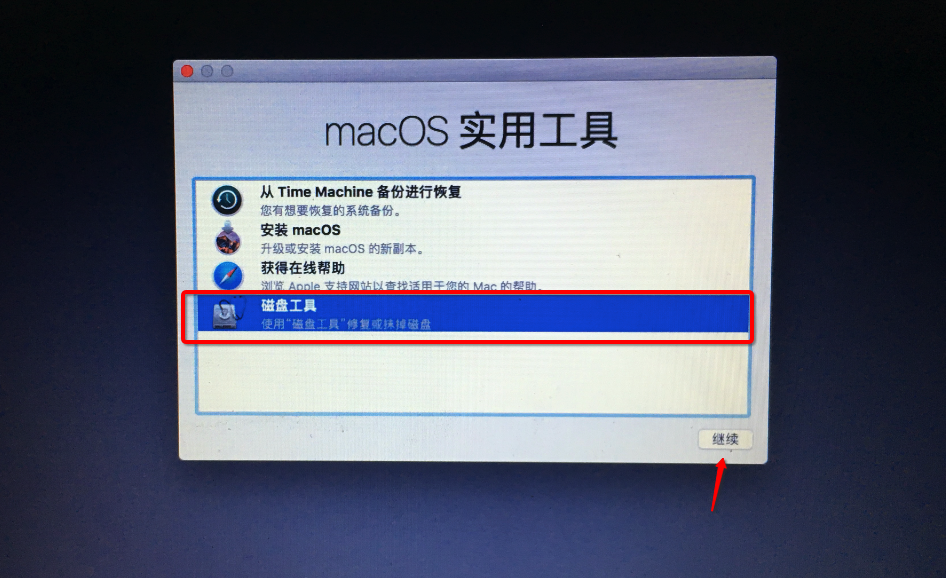 macOS 实用工具
从 Time Machine 备份进行恢复
您有想要恢复的系统备份。
安装 macOS
升级或安装 macOS 的新副本。
获得在线帮助
浏览 Apple 支持网站以查找适用于您的 Mac 的帮助。
磁盘工具
使用“磁盘工具”修复或抹掉磁盘
继续